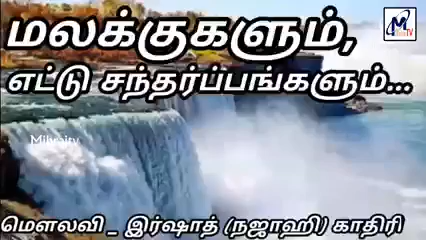 மலக்குகளும்,
எட்டு சந்தர்ப்பங்களும்...
மௌலவி _ இர்ஷாத் (நஜாஹி) காதிரி